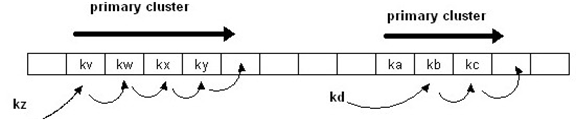 primary cluster
primary cluster
kv kw kx ky ka kb kc
kz
kd